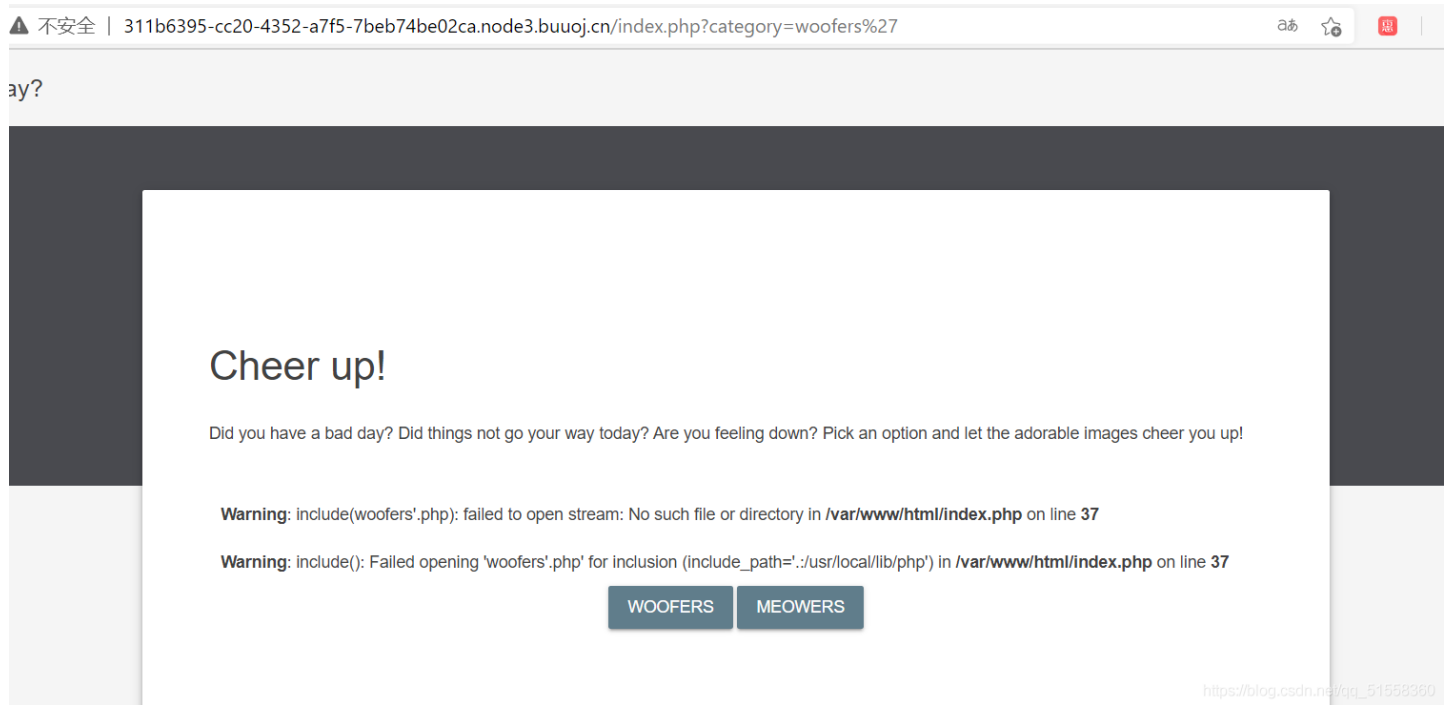 不安全 | 311b6395-cc20-4352-a7f5-7beb74be02ca.node3.buuoj.cn/index.php?category=woofers%27
aあ
ay?
Cheer up!
Did you have a bad day? Did things not go your way today? Are you feeling down? Pick an option and let the adorable images cheer you up!
Warning: include(woofers'.php): failed to open stream: No such file or directory in /var/www/html/index.php on line 37
Warning: include(): Failed opening 'woofers'.php' for inclusion (include_path='.:/usr/local/lib/php') in /var/www/html/index.php on line 37
WOOFERS MEOWERS
https://blog.csdn.net/qq_51558360